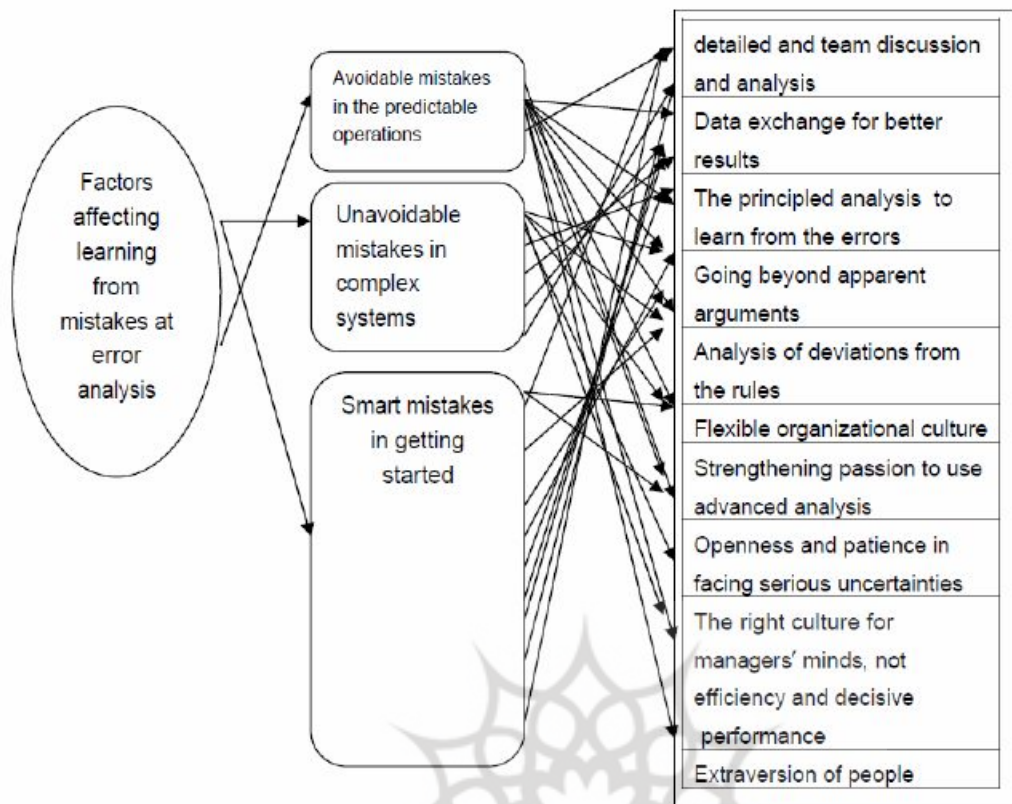 Factors
affecting
learning
from
mistakes at
error
analysis
Avoidable mistakes
in the predictable
operations
Unavoidable
mistakes in
complex
systems
Smart mistakes
in getting
started
detailed and team discussion
and analysis
Data exchange for better
results
The principled analysis to
learn from the errors
Going beyond apparent
arguments
Analysis of deviations from
the rules
Flexible organizational culture
Strengthening passion to use
advanced analysis
Openness and patience in
facing serious uncertainties
The right culture for
managers' minds, not
efficiency and decisive
performance
Extraversion of people